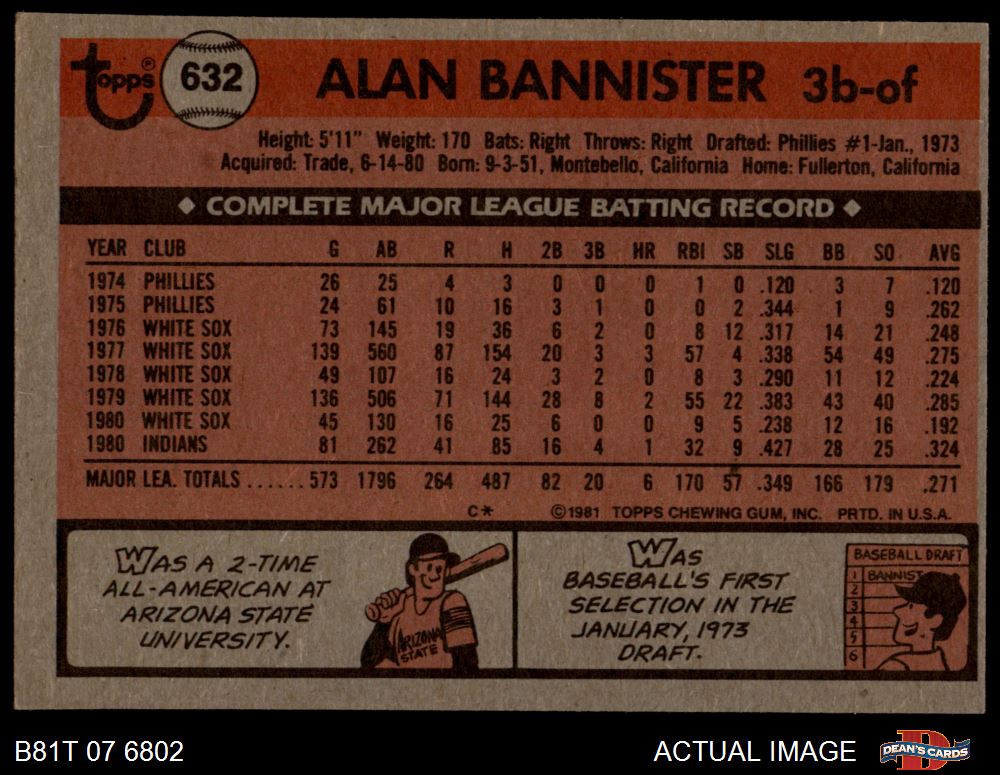 topps® 632 ALAN BANNISTER 3b-of
Height: 5'11" Weight: 170 Bats: Right Throws: Right Drafted: Phillies #1-Jan., 1973
Acquired: Trade, 6-14-80 Born: 9-3-51, Montebello, California Home: Fullerton, California
◆ COMPLETE MAJOR LEAGUE BATTING RECORD ◆
YEAR CLUB G AB R H 2B 3B HR RBI SB SLG BB SO AVG
1974 PHILLIES 26 25 4 3 0 0 0 1 0 .120 3 7 .120
1975 PHILLIES 24 61 10 16 3 1 0 0 2 .344 1 9 .262
1976 WHITE SOX 73 145 19 36 6 2 0 8 12 .317 14 21 .248
1977 WHITE SOX 139 560 87 154 20 3 3 57 4 .338 54 49 .275
1978 WHITE SOX 49 107 16 24 3 2 0 8 3 .290 11 12 .224
1979 WHITE SOX 136 506 71 144 28 8 2 55 22 .383 43 40 .285
1980 WHITE SOX 45 130 16 25 6 0 0 9 5 .238 12 16 .192
1980 INDIANS 81 262 41 85 16 4 1 32 9 .427 28 25 .324
MAJOR LEA. TOTALS ...... 573 1796 264 487 82 20 6 170 57 .349 166 179 .271
C* ©1981 TOPPS CHEWING GUM, INC. PRTD. IN U.S.A.
WAS A 2-TIME
ALL-AMERICAN AT
ARIZONA STATE
UNIVERSITY.
ARIZONA
STATE
WAS
BASEBALL'S FIRST
SELECTION IN THE
JANUARY, 1973
DRAFT.
BASEBALL DRAFT
1 BANNIST
2
3
4
5
6
B81T 07 6802 ACTUAL IMAGE DEAN'S CARDS